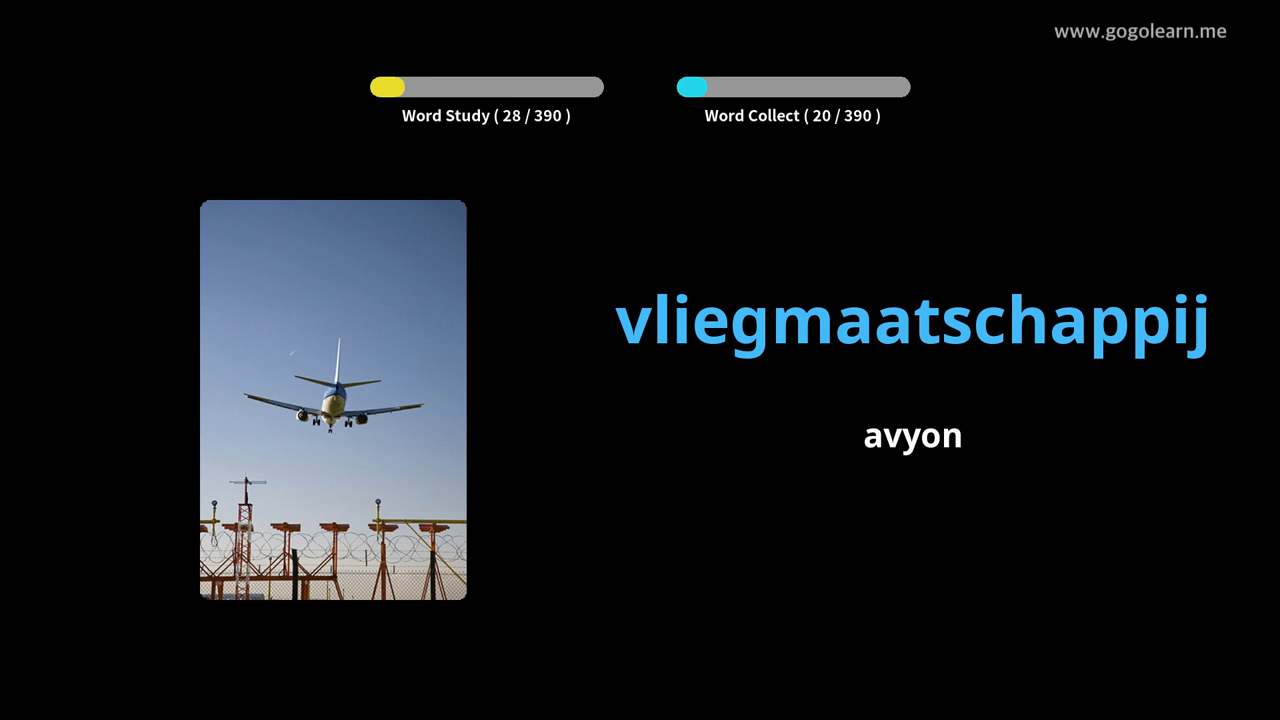 www.gogolearn.me
Word Study ( 28 / 390 )
Word Collect ( 20 / 390 )
vliegmaatschappij
avyon